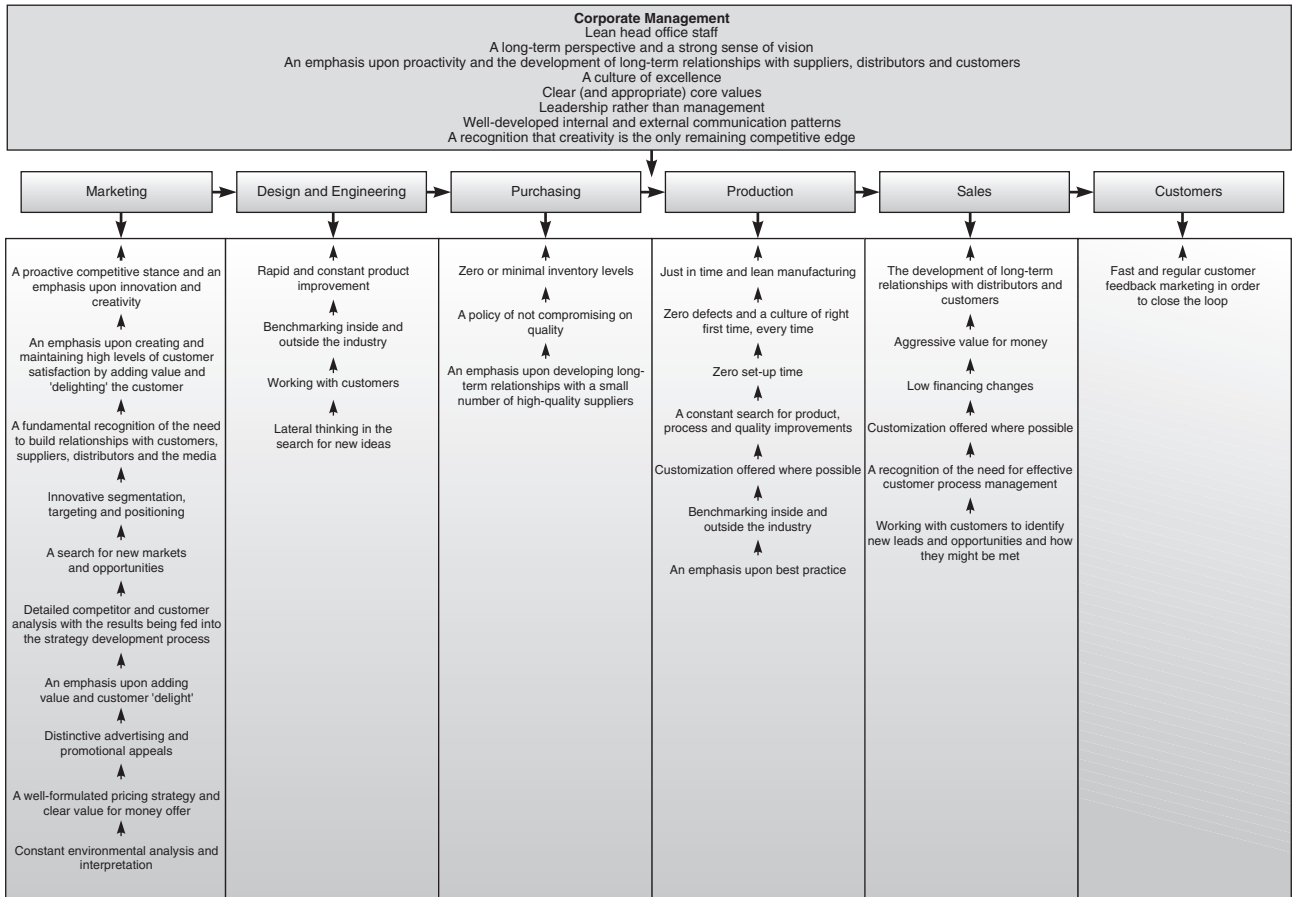 Corporate Management
Lean head office staff
A long-term perspective and a strong sense of vision
An emphasis upon proactivity and the development of long-term relationships with suppliers, distributors and customers
A culture of excellence
Clear (and appropriate) core values
Leadership rather than management
Well-developed internal and external communication patterns
A recognition that creativity is the only remaining competitive edge
Marketing
Design and Engineering
Purchasing
Production
Sales
Customers
A proactive competitive stance and an
emphasis upon innovation and
creativity
An emphasis upon creating and
maintaining high levels of customer
satisfaction by adding value and
'delighting' the customer
A fundamental recognition of the need
to build relationships with customers,
suppliers, distributors and the media
Innovative segmentation,
targeting and positioning
A search for new markets
and opportunities
Detailed competitor and customer
analysis with the results being fed into
the strategy development process
An emphasis upon adding
value and customer 'delight'
Distinctive advertising and
promotional appeals
A well-formulated pricing strategy and
clear value for money offer
Constant environmental analysis and
interpretation
Rapid and constant product
improvement
Benchmarking inside and
outside the industry
Working with customers
Lateral thinking in the
search for new ideas
Zero or minimal inventory levels
A policy of not compromising on
quality
An emphasis upon developing long-
term relationships with a small
number of high-quality suppliers
Just in time and lean manufacturing
Zero defects and a culture of right
first time, every time
Zero set-up time
A constant search for product,
process and quality improvements
Customization offered where possible
Benchmarking inside and
outside the industry
An emphasis upon best practice
The development of long-term
relationships with distributors and
customers
Aggressive value for money
Low financing changes
Customization offered where possible
A recognition of the need for effective
customer process management
Working with customers to identify
new leads and opportunities and how
they might be met
Fast and regular customer
feedback marketing in order
to close the loop